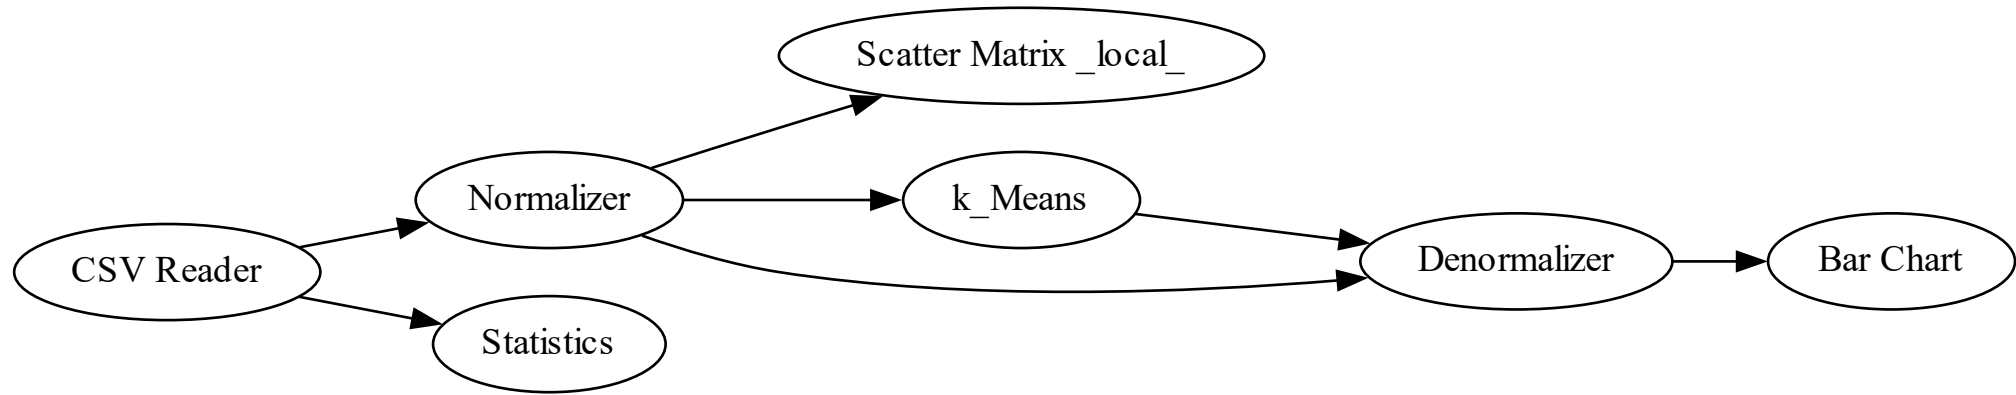 Scatter Matrix _local_
Normalizer
k_Means
CSV Reader
Denormalizer
Bar Chart
Statistics